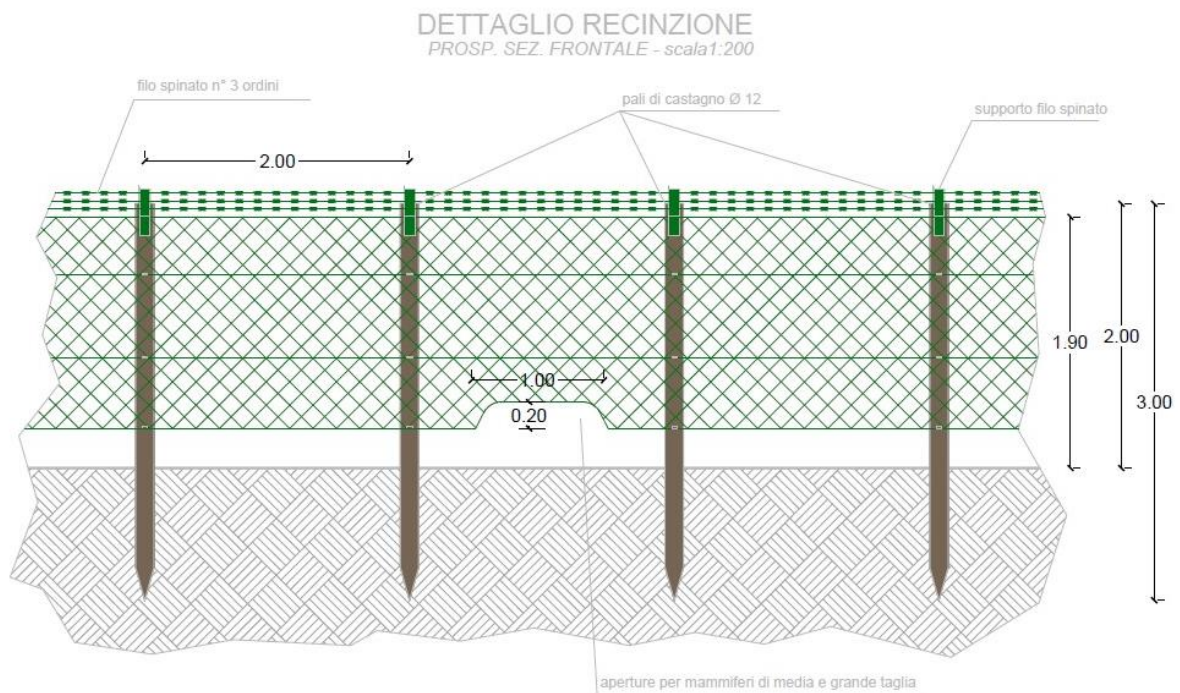 DETTAGLIO RECINZIONE
PROSP. SEZ. FRONTALE - scala1:200
filo spinato n° 3 ordini
pali di castagno Ø 12
supporto filo spinato
2.00
1.90
2.00
3.00
1.00
0.20
aperture per mammiferi di media e grande taglia